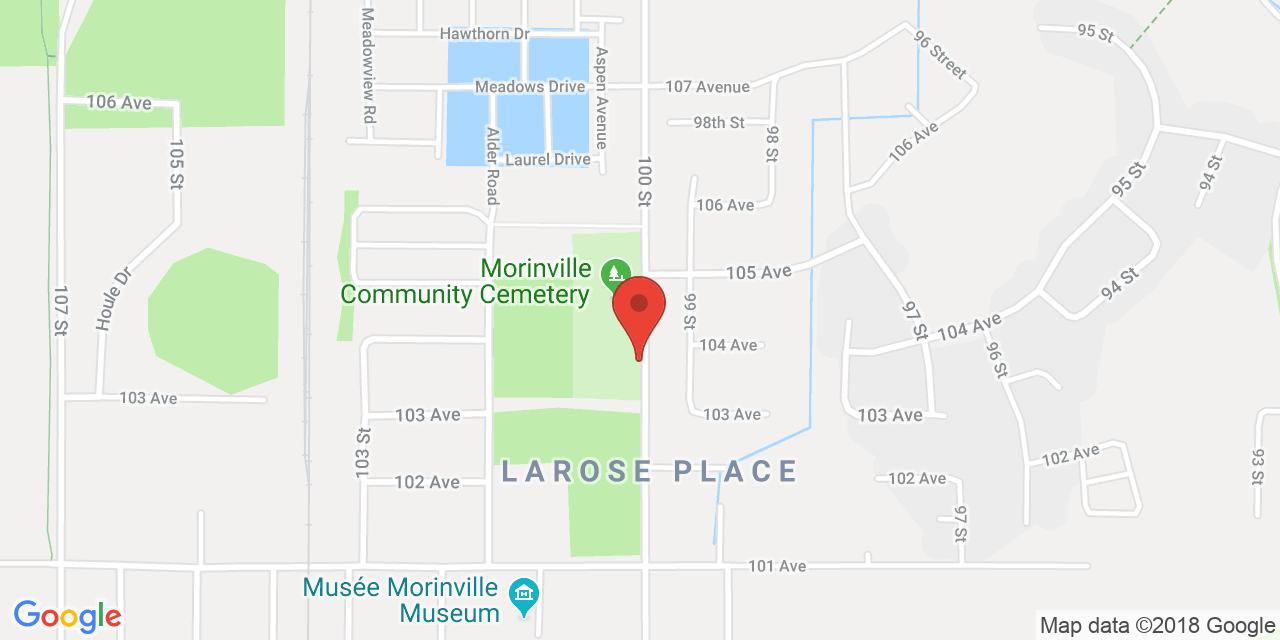 Hawthorn Dr
95 St
96 Street
Meadowview Rd
Aspen Avenue
Meadows Drive
107 Avenue
106 Ave
98th St
98 St
106 Ave
105 St
Alder Road
Laurel Drive
100 St
94 St
95 St
106 Ave
Morinville
Community Cemetery
105 Ave
94 St
Houle Dr
107 St
99 St
97 St
104 Ave
104 Ave
96 St
103 Ave
103 Ave
103 Ave
103 Ave
103 St
LAROSE PLACE
102 Ave
102 Ave
102 Ave
93 St
97 St
101 Ave
Musée Morinville
Museum
Google
Map data ©2018 Google